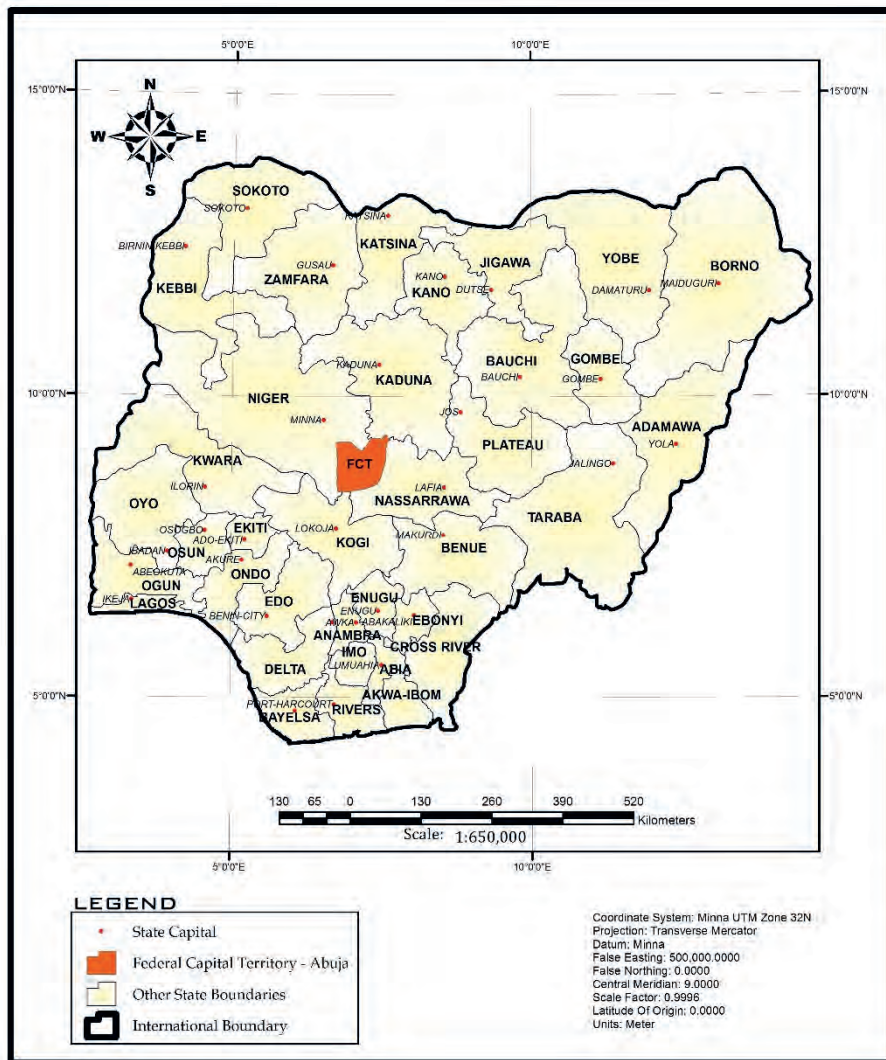 5°0'0"E 10°0'0"E
15°0'0"N 15°0'0"N
N
W E
S
SOKOTO
SOKOTO
KATSINA
KATSINA
BIRNIN-KEBBI
KEBBI
GUSAU
ZAMFARA
KANO
KANO
JIGAWA
DUTSE
YOBE
DAMATURU
BORNO
MAIDUGURI
KADUNA
KADUNA
BAUCHI
BAUCHI
GOMBE
GOMBE
10°0'0"N 10°0'0"N
NIGER
MINNA
JOS
PLATEAU
ADAMAWA
YOLA
FCT
KWARA
ILORIN
LAFIA
NASSARRAWA
JALINGO
TARABA
OYO
OSOGBO
EKITI
ADO-EKITI
LOKOJA
KOGI
MAKURDI
BENUE
IBADAN
OSUN
AKURE
ABEOKUTA
ONDO
OGUN
IKEJA
LAGOS
EDO
BENIN-CITY
ENUGU
ENUGU
AWKA
ABAKALIKI
EBONYI
ANAMBRA
CROSS RIVER
IMO
UMUAHIA
ABIA
DELTA
AKWA-IBOM
PORT-HARCOURT
RIVERS
BAYELSA
5°0'0"N 5°0'0"N
130 65 0 130 260 390 520
Kilometers
Scale: 1:650,000
5°0'0"E 10°0'0"E
LEGEND
State Capital
Federal Capital Territory - Abuja
Other State Boundaries
International Boundary
Coordinate System: Minna UTM Zone 32N
Projection: Transverse Mercator
Datum: Minna
False Easting: 500,000.0000
False Northing: 0.0000
Central Meridian: 9.0000
Scale Factor: 0.9996
Latitude Of Origin: 0.0000
Units: Meter